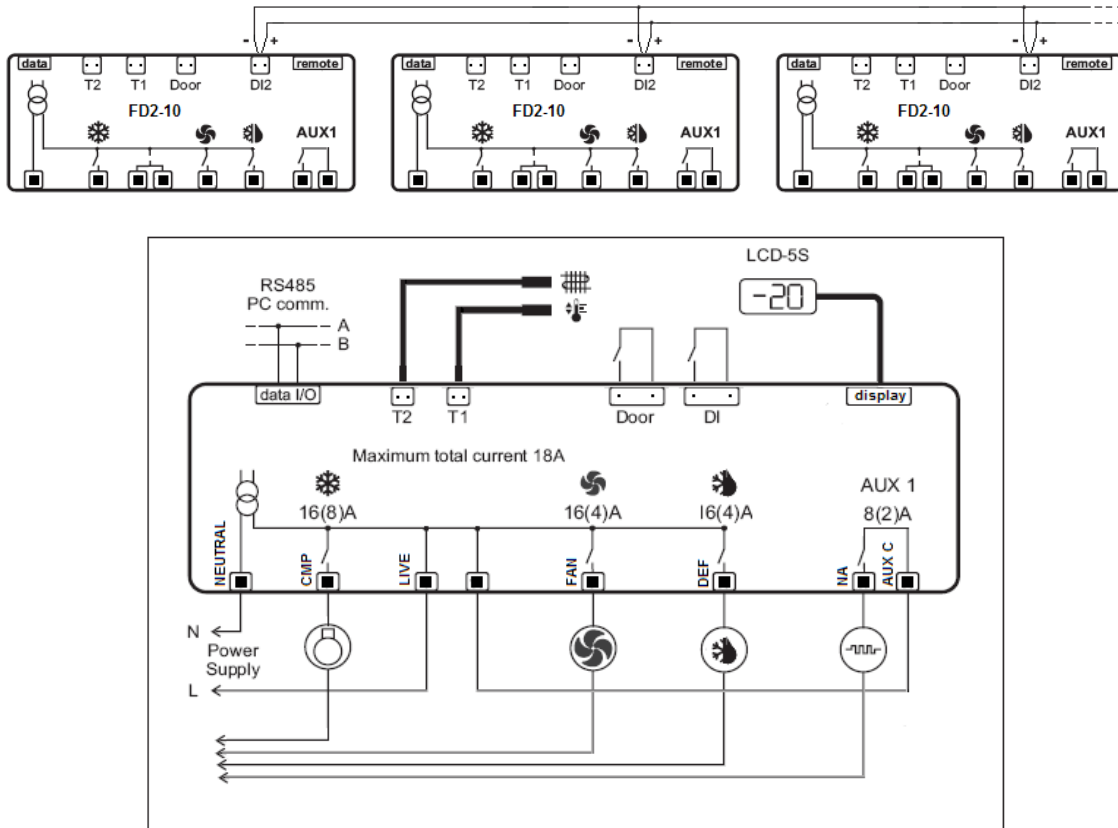 - + - + - +
data remote data remote data remote
T2 T1 Door DI2 T2 T1 Door DI2 T2 T1 Door DI2
FD2-10 FD2-10 FD2-10
AUX1 AUX1 AUX1
LCD-5S
RS485
PC comm.
-20
A
B
data I/O display
T2 T1 Door DI
Maximum total current 18A
AUX 1
16(8)A 16(4)A I6(4)A 8(2)A
NEUTRAL CMP LIVE FAN DEF NA AUX C
N
Power
Supply
L